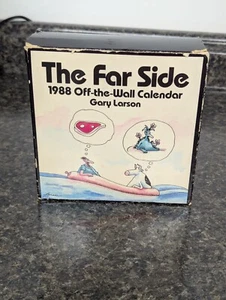 The Far Side
1988 Off-the-Wall Calendar
Gary Larson